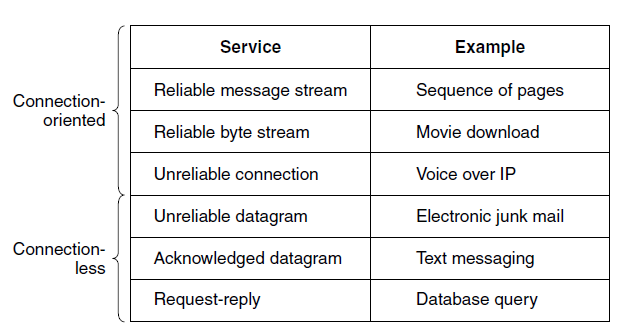 Service Example
Reliable message stream Sequence of pages
Reliable byte stream Movie download
Unreliable connection Voice over IP
Unreliable datagram Electronic junk mail
Acknowledged datagram Text messaging
Request-reply Database query
Connection-
oriented
Connection-
less